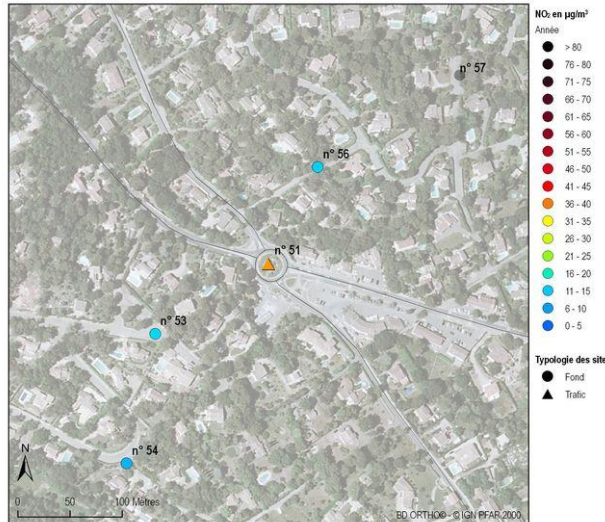 n° 57
n° 56
n° 51
n° 53
n° 54
N
0 50 100 Mètres
BD ORTHO® - © IGN PFAR 2000
NO₂ en µg/m³
Année
> 80
76 - 80
71 - 75
66 - 70
61 - 65
56 - 60
51 - 55
46 - 50
41 - 45
36 - 40
31 - 35
26 - 30
21 - 25
16 - 20
11 - 15
6 - 10
0 - 5
Typologie des site
Fond
Trafic